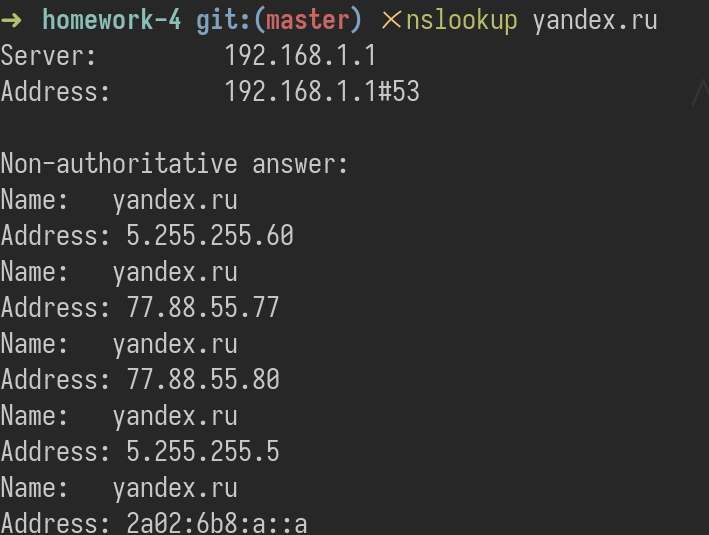 ➜ homework-4 git:(master) ✗nslookup yandex.ru
Server: 192.168.1.1
Address: 192.168.1.1#53
Non-authoritative answer:
Name: yandex.ru
Address: 5.255.255.60
Name: yandex.ru
Address: 77.88.55.77
Name: yandex.ru
Address: 77.88.55.80
Name: yandex.ru
Address: 5.255.255.5
Name: yandex.ru
Address: 2a02:6b8:a::a